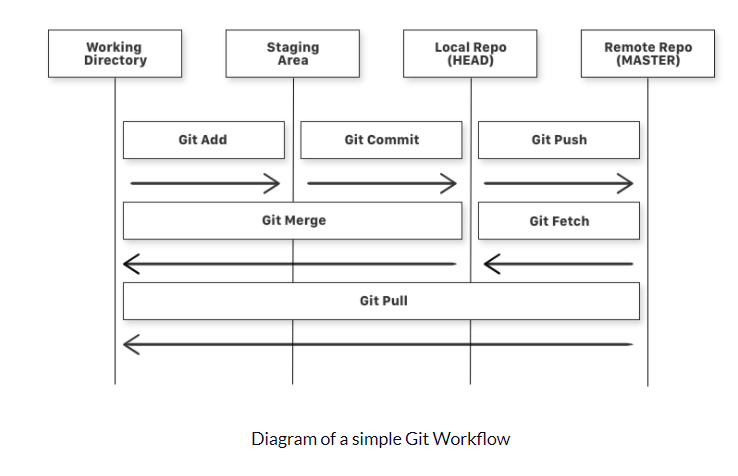 Working
Directory
Staging
Area
Local Repo
(HEAD)
Remote Repo
(MASTER)
Git Add
Git Commit
Git Push
Git Merge
Git Fetch
Git Pull
Diagram of a simple Git Workflow